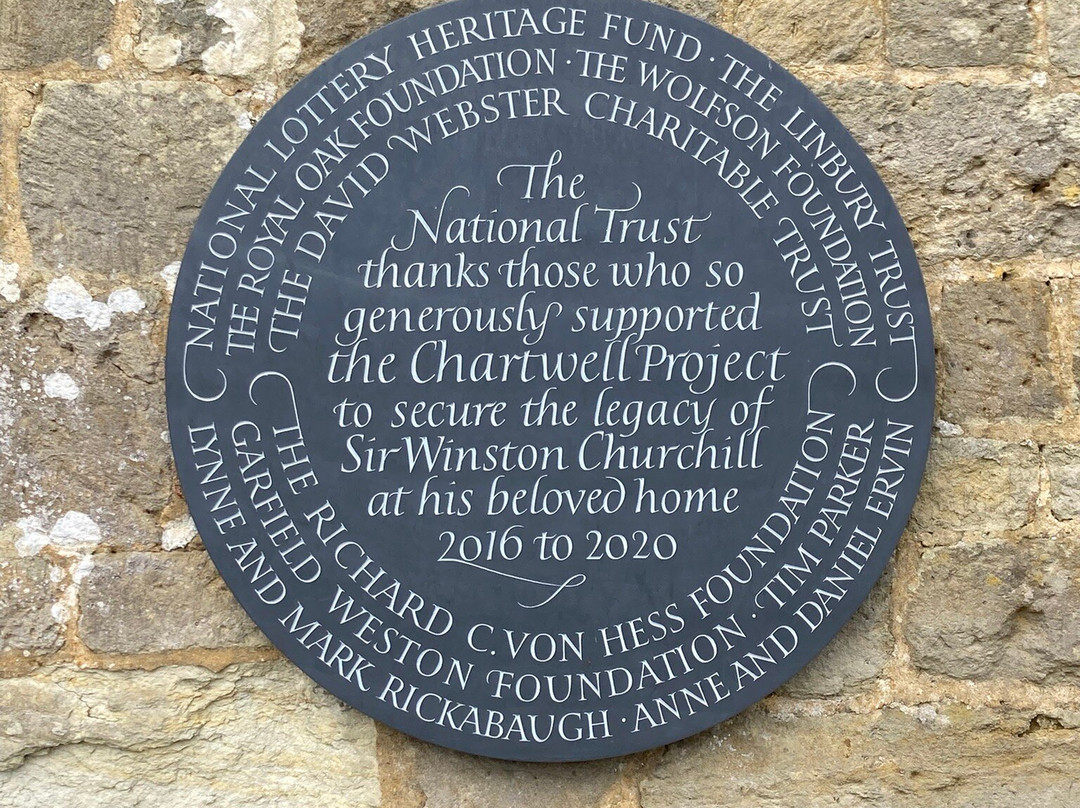 NATIONAL LOTTERY HERITAGE FUND · THE LINBURY TRUST
THE ROYAL OAK FOUNDATION · THE WOLFSON FOUNDATION
THE DAVID WEBSTER CHARITABLE TRUST
The
National Trust
thanks those who so
generously supported
the Chartwell Project
to secure the legacy of
Sir Winston Churchill
at his beloved home
2016 to 2020
THE RICHARD C. VON HESS FOUNDATION
GARFIELD WESTON FOUNDATION · TIM PARKER
LYNNE AND MARK RICKABAUGH · ANNE AND DANIEL ERVIN